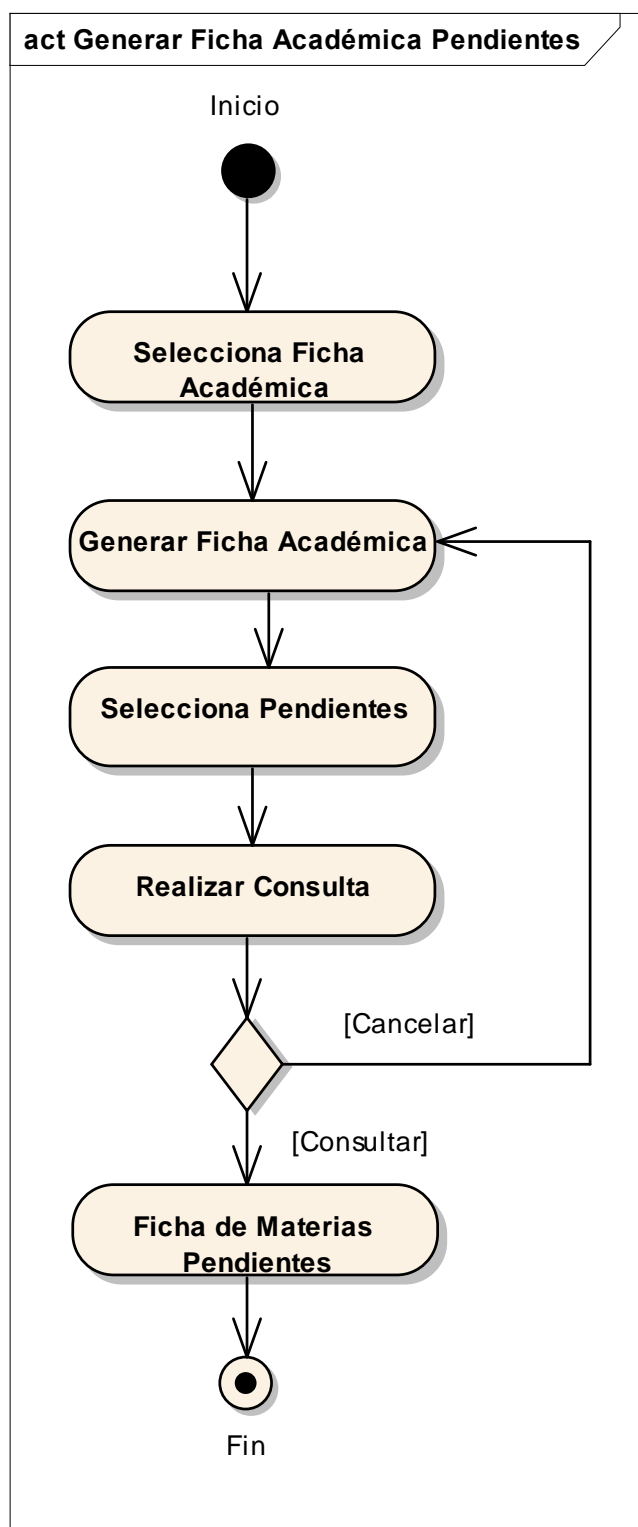 act Generar Ficha Académica Pendientes
Inicio
Selecciona Ficha
Académica
Generar Ficha Académica
Selecciona Pendientes
Realizar Consulta
[Cancelar]
[Consultar]
Ficha de Materias
Pendientes
Fin